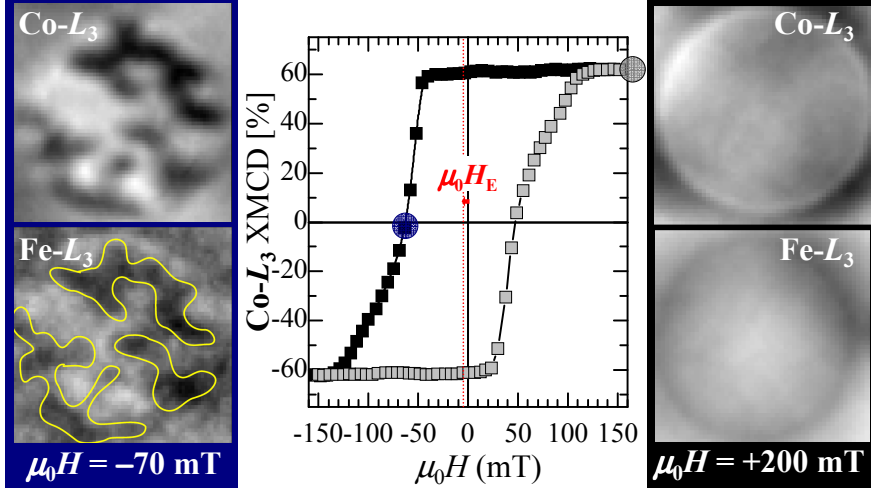 Co-L₃
Fe-L₃
μ₀H = –70 mT
Co-L₃ XMCD [%]
60
40
20
0
-20
-40
-60
μ₀Hᴇ
-150 -100 -50 0 50 100 150
μ₀H (mT)
Co-L₃
Fe-L₃
μ₀H = +200 mT